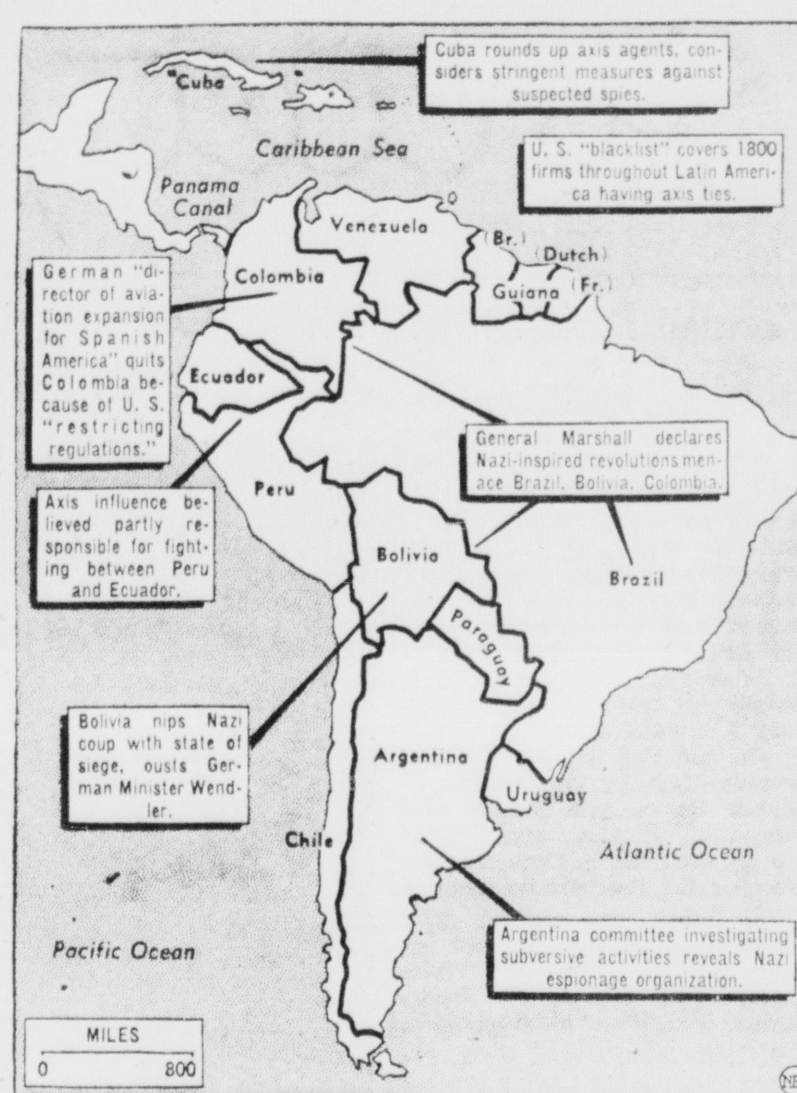 Cuba rounds up axis agents, con-
siders stringent measures against
suspected spies.
Cuba
Caribbean Sea
U. S. "blacklist" covers 1800
firms throughout Latin Ameri-
ca having axis ties.
Panama
Canal
Venezuela
(Br.)
(Dutch)
Guiana
(Fr.)
German "di-
rector of avia-
tion expansion
for Spanish
America" quits
Colombia be-
cause of U. S.
"restricting
regulations."
Colombia
Ecuador
General Marshall declares
Nazi-inspired revolutions men-
ace Brazil, Bolivia, Colombia.
Axis influence be-
lieved partly re-
sponsible for fight-
ing between Peru
and Ecuador.
Peru
Bolivia
Brazil
Paraguay
Bolivia nips Nazi
coup with state of
siege, ousts Ger-
man Minister Wend-
ler.
Argentina
Uruguay
Chile
Atlantic Ocean
Pacific Ocean
Argentina committee investigating
subversive activities reveals Nazi
espionage organization.
MILES
0 800